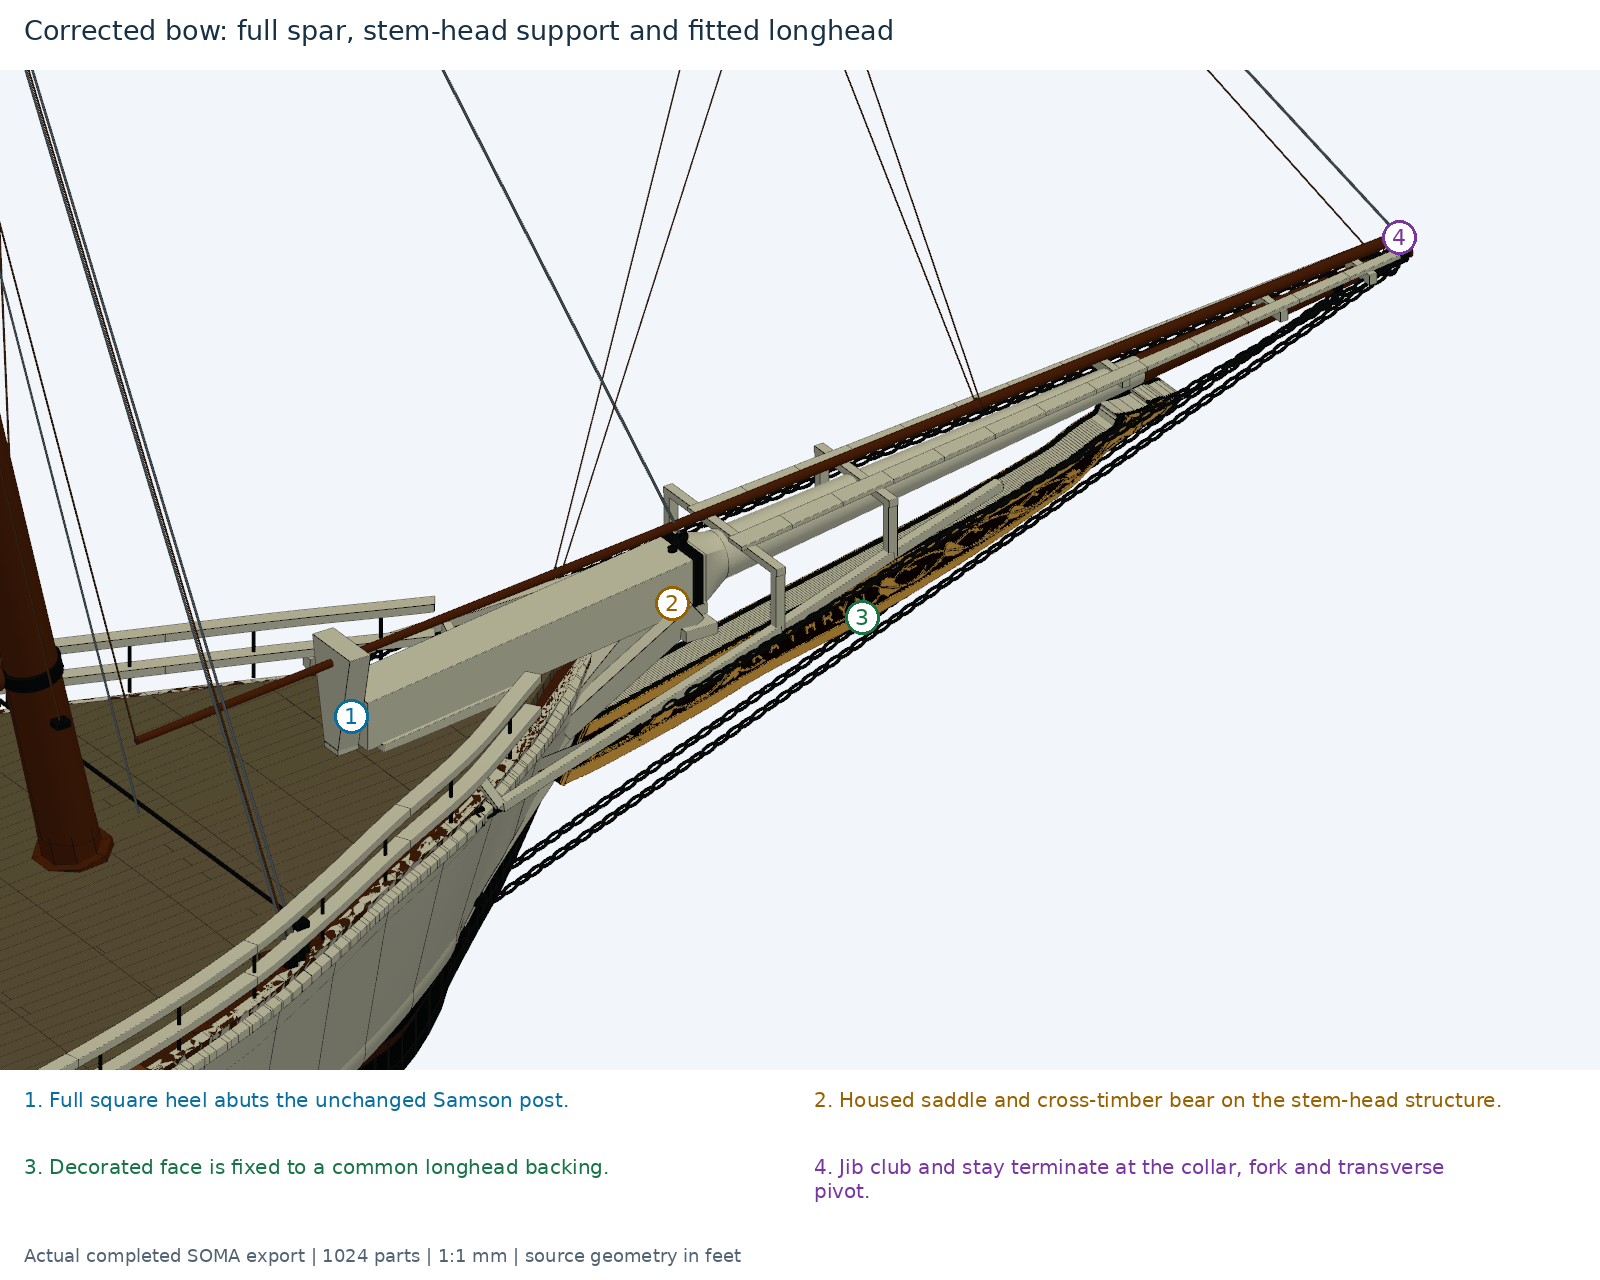 Corrected bow: full spar, stem-head support and fitted longhead
4
2
3
1
1. Full square heel abuts the unchanged Samson post.
2. Housed saddle and cross-timber bear on the stem-head structure.
3. Decorated face is fixed to a common longhead backing.
4. Jib club and stay terminate at the collar, fork and transverse
pivot.
Actual completed SOMA export | 1024 parts | 1:1 mm | source geometry in feet